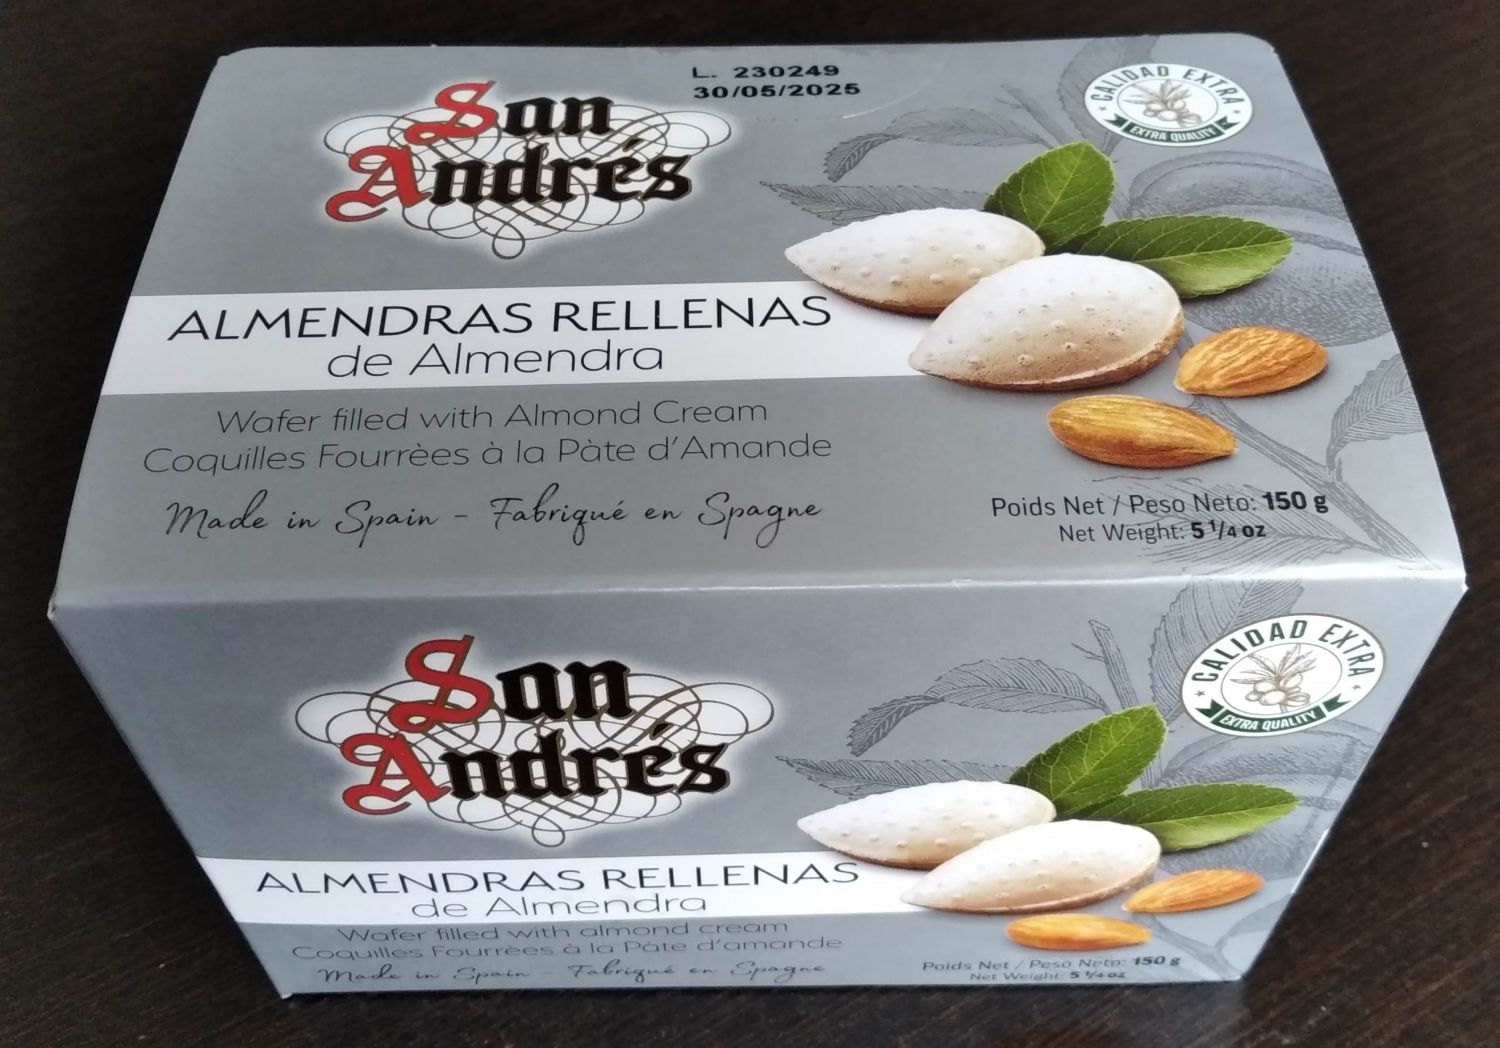 L. 230249
30/05/2025
San
Andrés
CALIDAD EXTRA
EXTRA QUALITY
ALMENDRAS RELLENAS
de Almendra
Wafer filled with Almond Cream
Coquilles Fourrèes à la Pàte d'Amande
Made in Spain - Fabriqué en Spagne
Poids Net / Peso Neto: 150 g
Net Weight: 5 1/4 oz
San
Andrés
CALIDAD EXTRA
EXTRA QUALITY
ALMENDRAS RELLENAS
de Almendra
Wafer filled with almond cream
Coquilles Fourrèes à la Pàte d'amande
Made in Spain - Fabriqué en Spagne
Poids Net / Peso Neto: 150 g
Net Weight: 5 1/4 oz